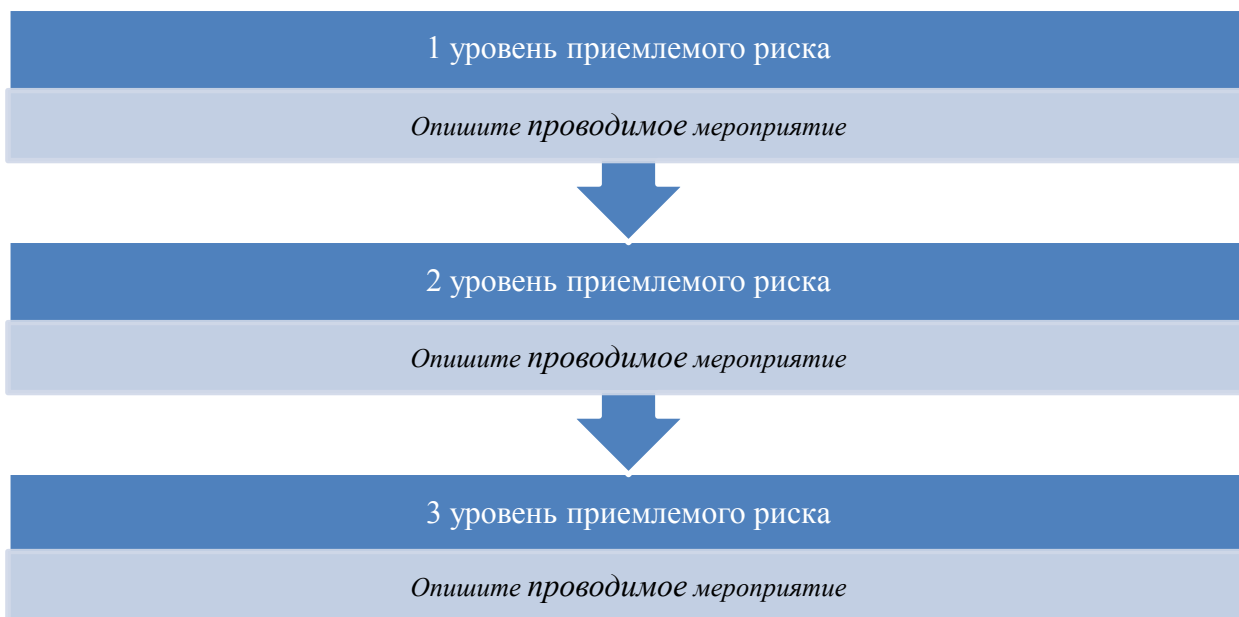 1 уровень приемлемого риска
Опишите проводимое мероприятие
2 уровень приемлемого риска
Опишите проводимое мероприятие
3 уровень приемлемого риска
Опишите проводимое мероприятие